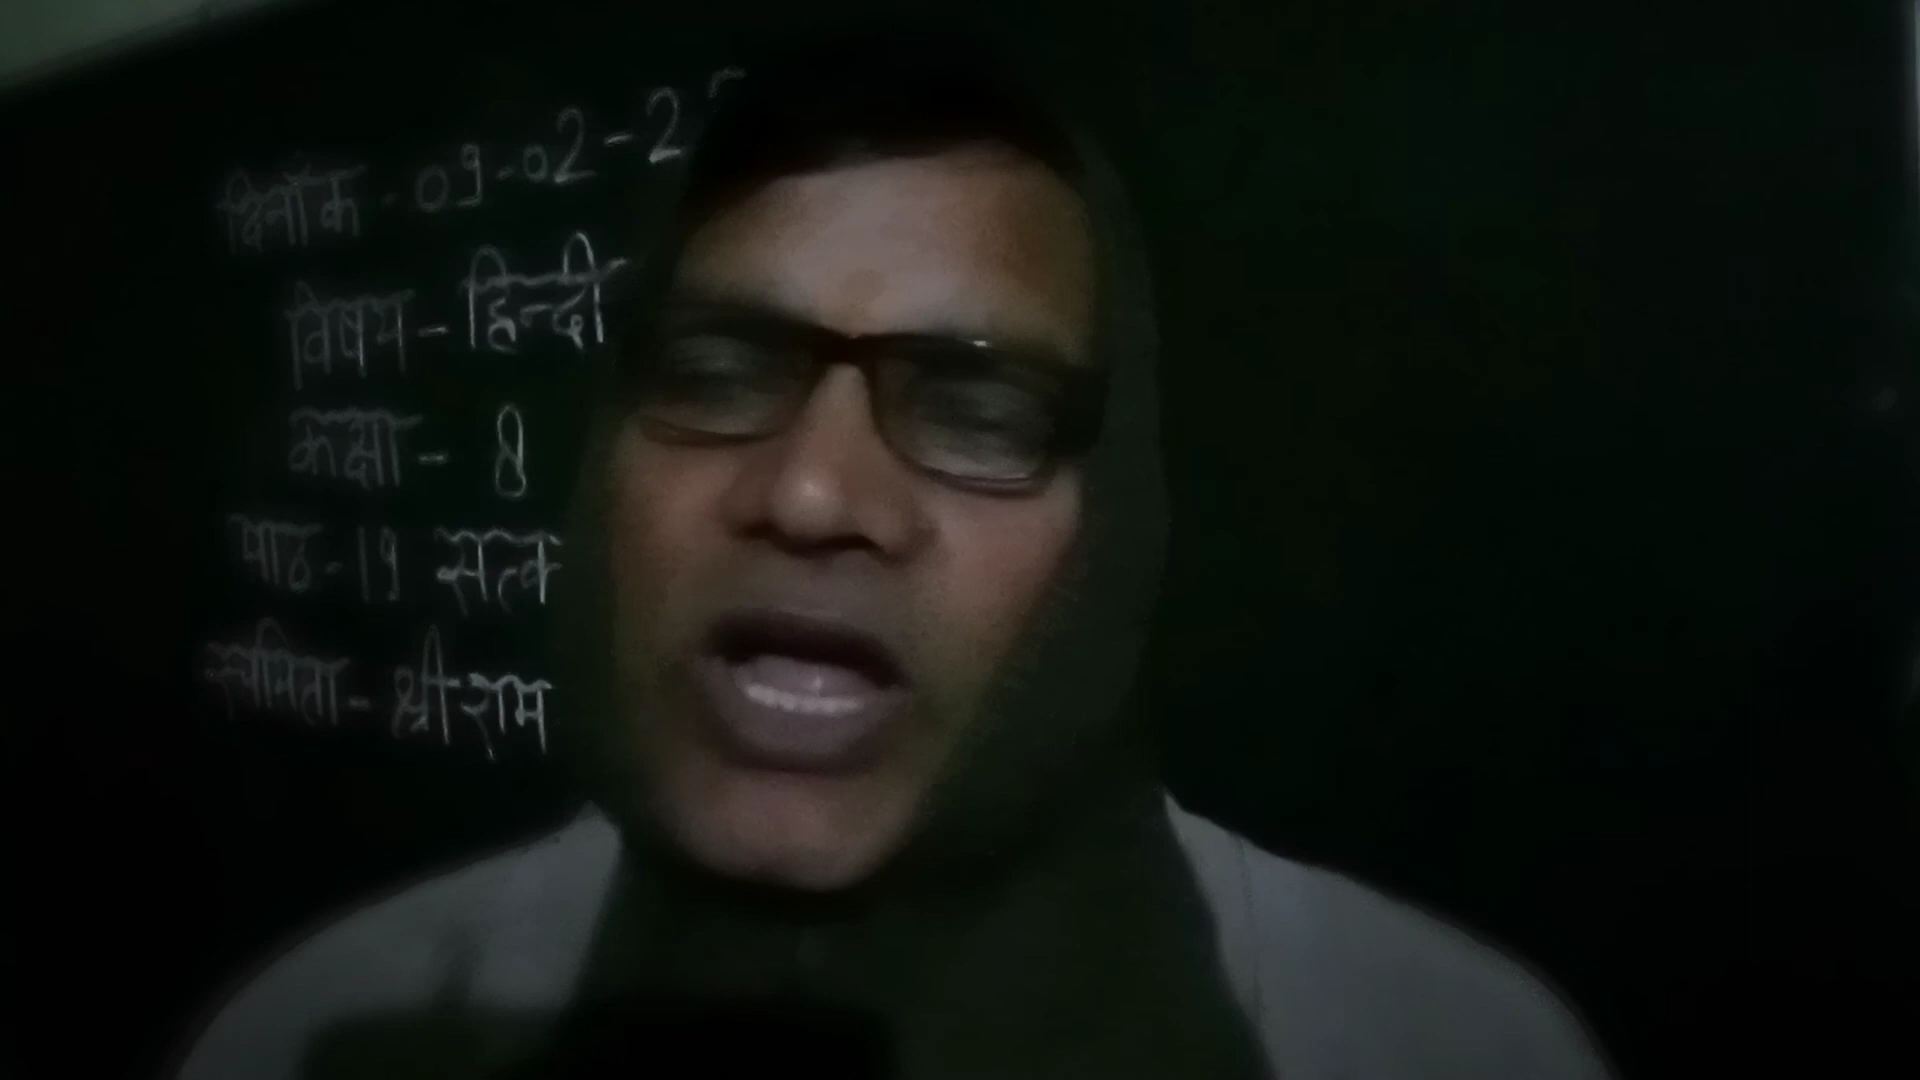 दिनाँक - 09-02-2
विषय - हिन्दी
कक्षा - 8
पाठ - 19
रचयिता - श्रीराम